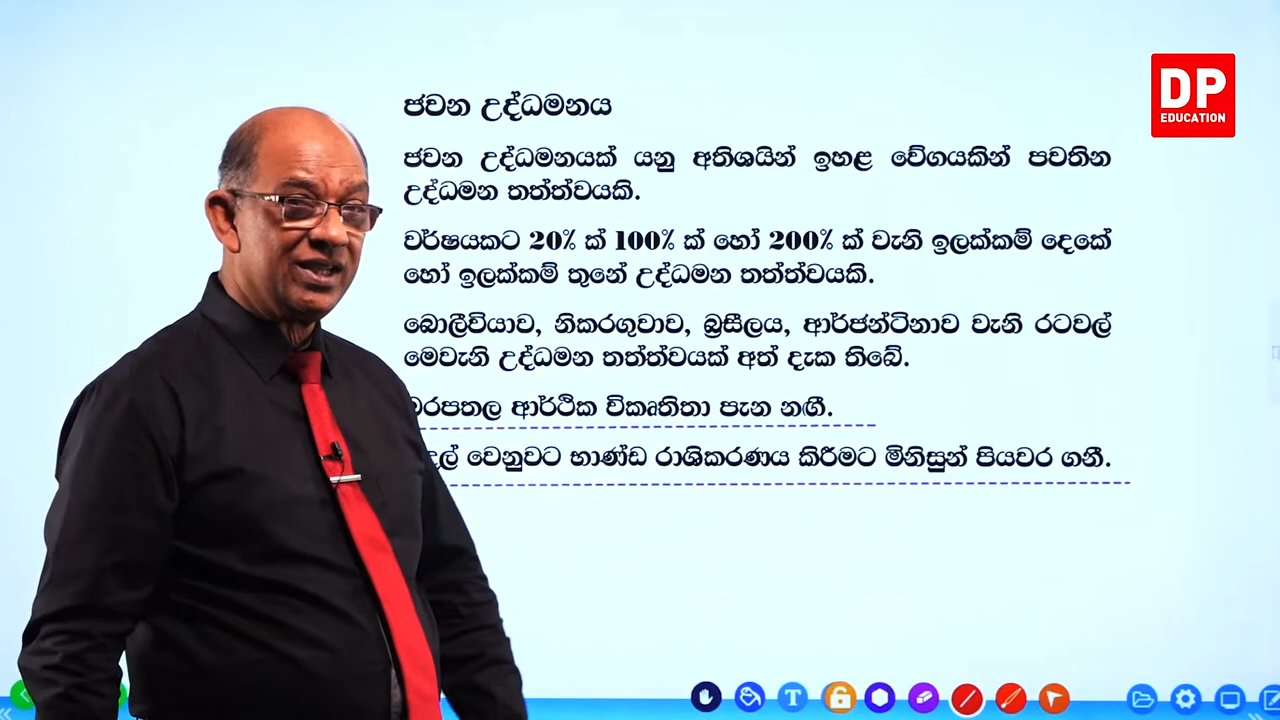 DP
EDUCATION
ජවන උද්ධමනය
ජවන උද්ධමනයක් යනු අතිශයින් ඉහළ වේගයකින් පවතින
උද්ධමන තත්ත්වයකි.
වර්ෂයකට 20% ක් 100% ක් හෝ 200% ක් වැනි ඉලක්කම් දෙකේ
හෝ ඉලක්කම් තුනේ උද්ධමන තත්ත්වයකි.
බොලීවියාව, නිකරගුවාව, බ්‍රසීලය, ආර්ජන්ටිනාව වැනි රටවල්
මෙවැනි උද්ධමන තත්ත්වයක් අත් දැක තිබේ.
ආර්ථික විකෘතිතා පැන නඟී.
වෙනුවට භාණ්ඩ රාශිකරණය කිරීමට මිනිසුන් පියවර ගනී.
T